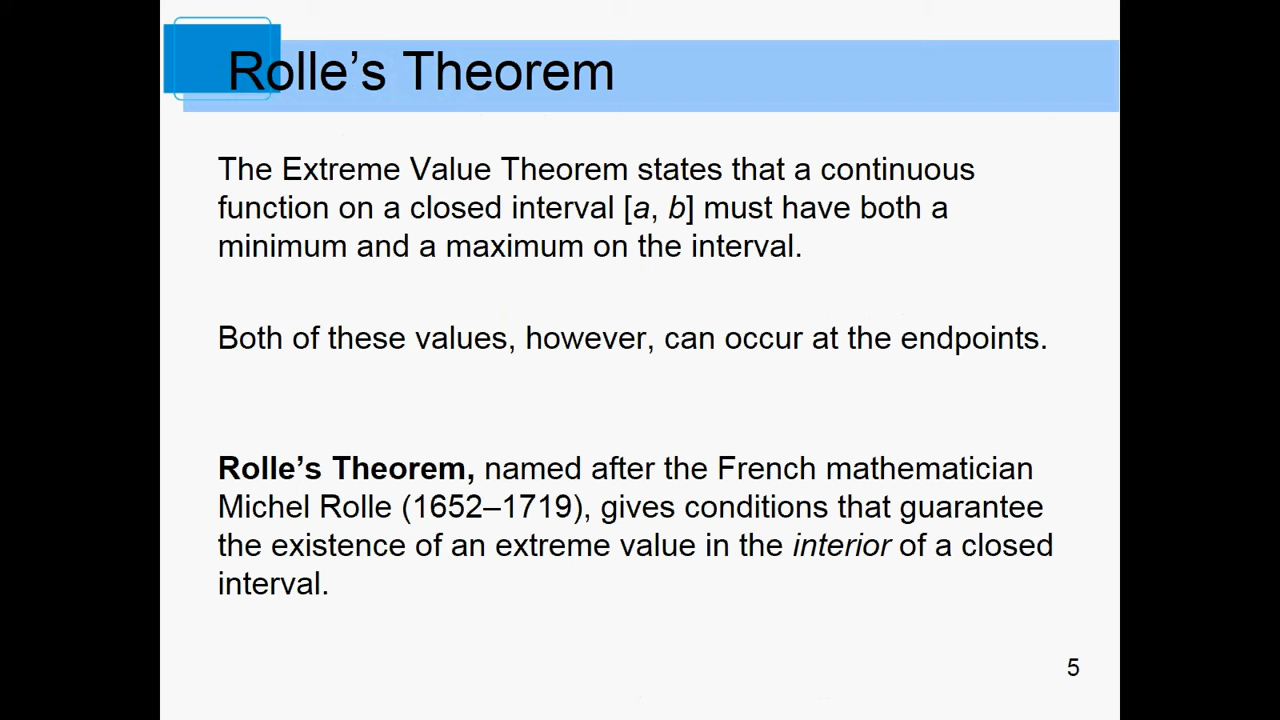 Rolle’s Theorem
The Extreme Value Theorem states that a continuous
function on a closed interval [a, b] must have both a
minimum and a maximum on the interval.
Both of these values, however, can occur at the endpoints.
Rolle’s Theorem, named after the French mathematician
Michel Rolle (1652–1719), gives conditions that guarantee
the existence of an extreme value in the interior of a closed
interval.
5